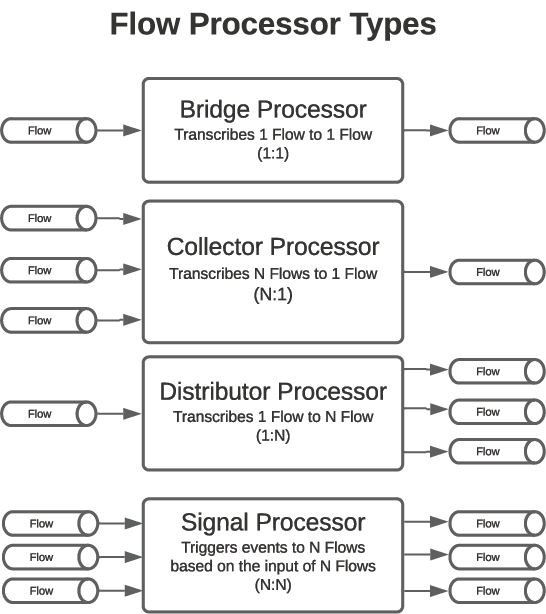 Flow Processor Types
Bridge Processor
Transcribes 1 Flow to 1 Flow
(1:1)
Flow
Flow
Flow
Flow
Flow
Collector Processor
Transcribes N Flows to 1 Flow
(N:1)
Flow
Flow
Distributor Processor
Transcribes 1 Flow to N Flow
(1:N)
Flow
Flow
Flow
Flow
Flow
Flow
Signal Processor
Triggers events to N Flows
based on the input of N Flows
(N:N)
Flow
Flow
Flow